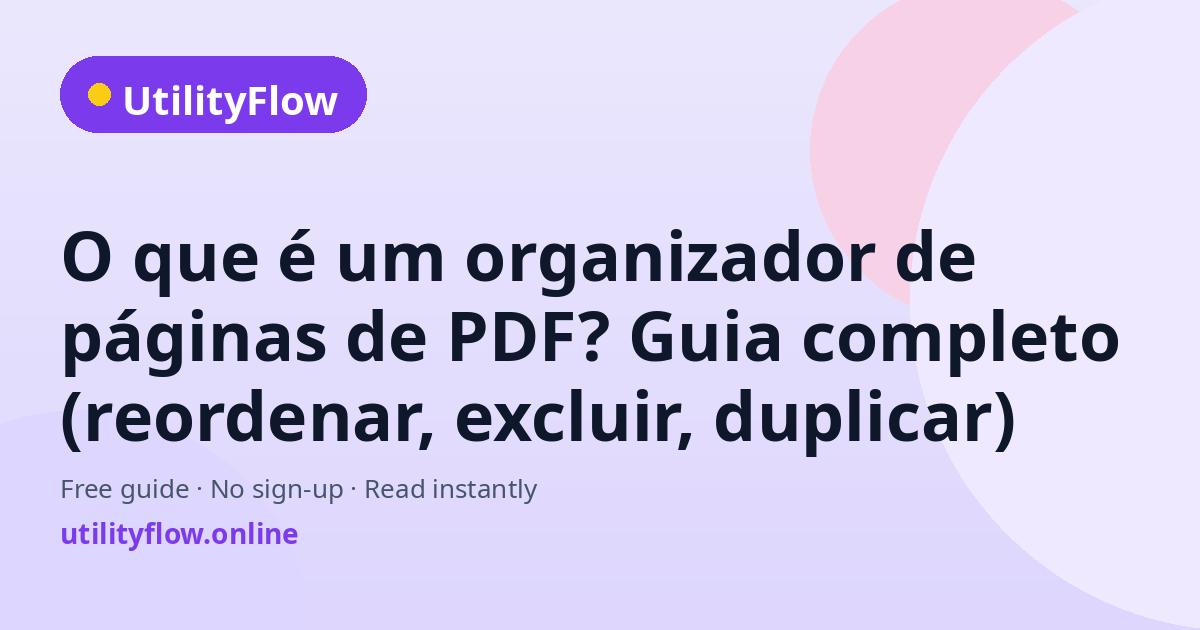 UtilityFlow
O que é um organizador de
páginas de PDF? Guia completo
(reordenar, excluir, duplicar)
Free guide · No sign-up · Read instantly
utilityflow.online